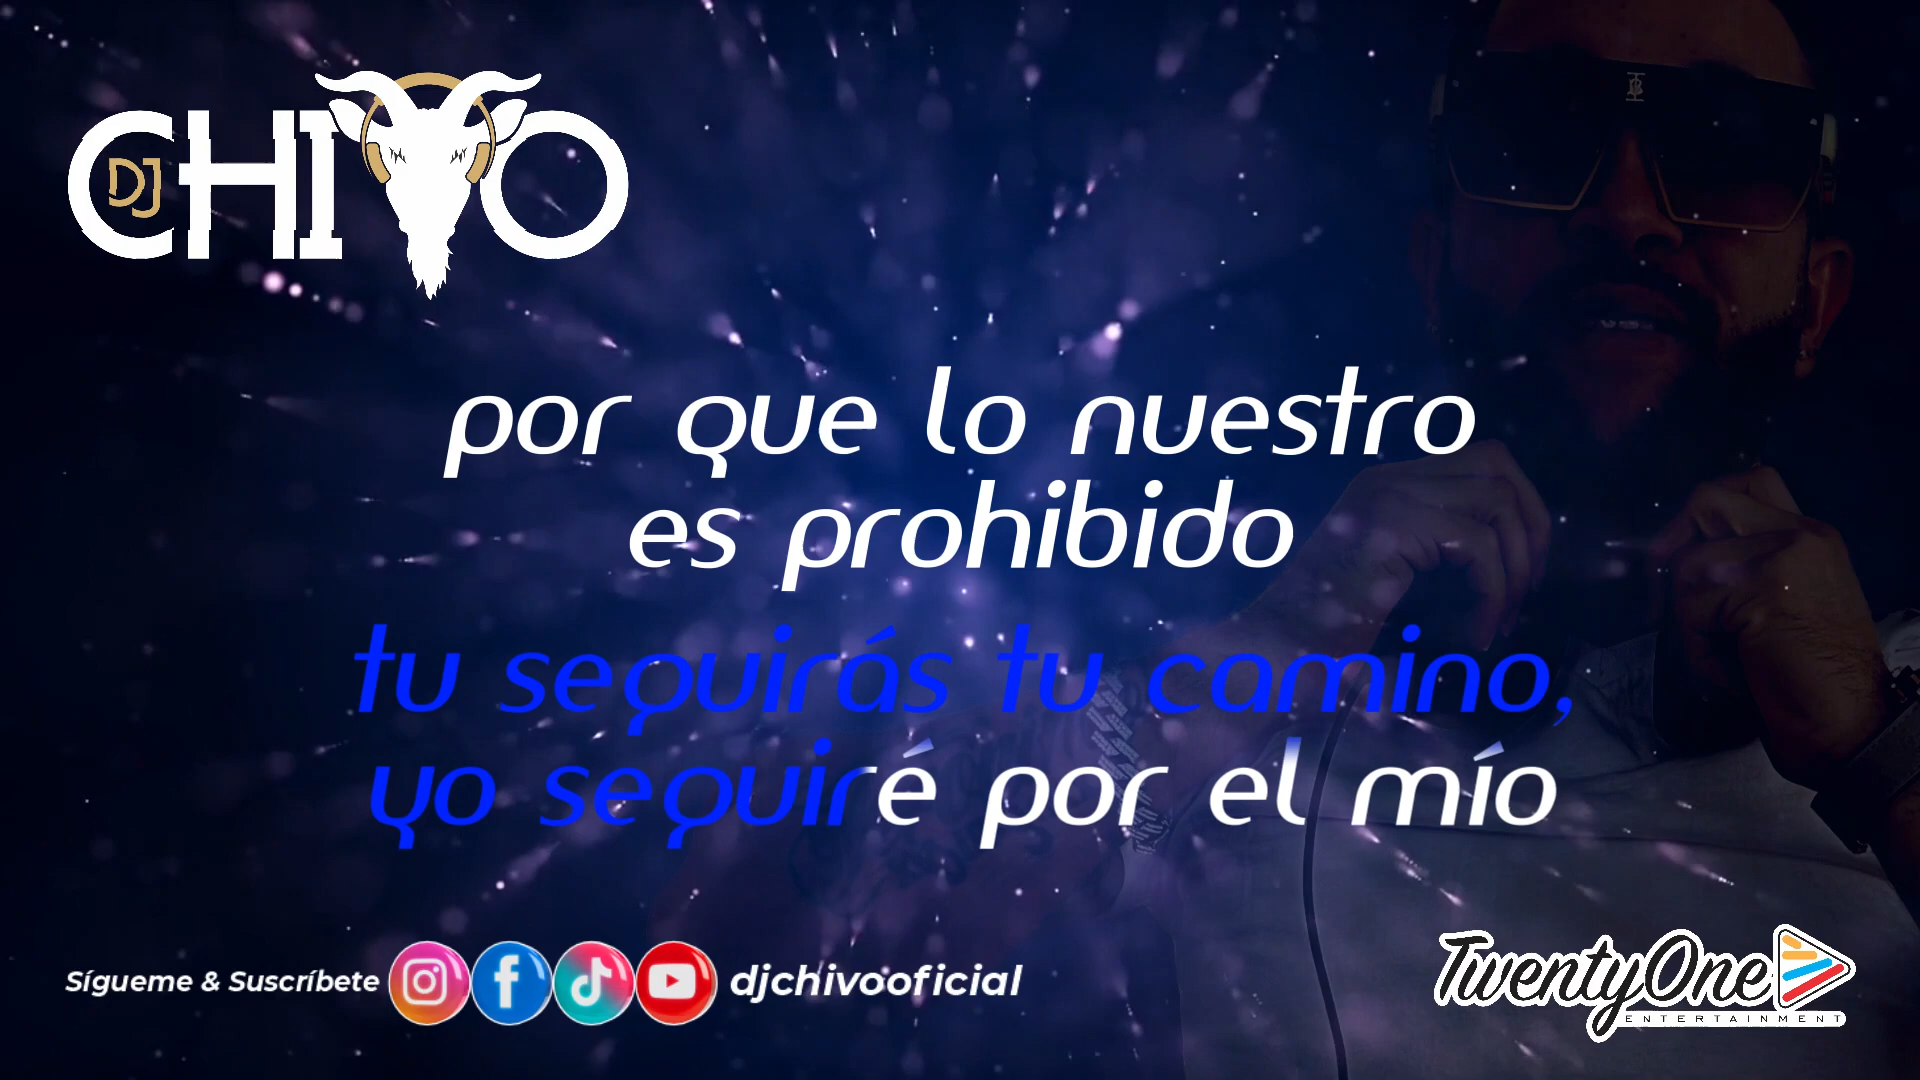 DJ CHIVO
por que lo nuestro
es prohibido
tu seguirás tu camino,
yo seguiré por el mío
Sígueme & Suscríbete
djchivooficial
TwentyOne
ENTERTAINMENT